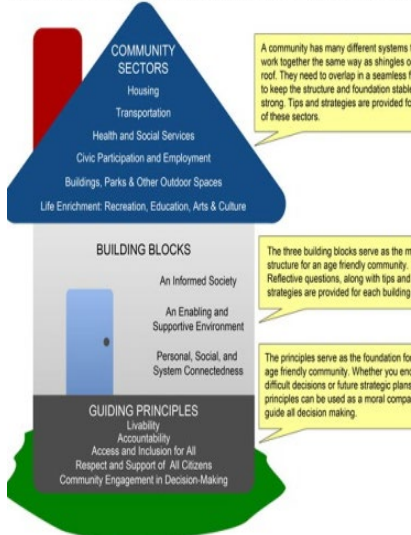 COMMUNITY
SECTORS
Housing
Transportation
Health and Social Services
Civic Participation and Employment
Buildings, Parks & Other Outdoor Spaces
Life Enrichment: Recreation, Education, Arts & Culture
A community has many different systems
work together the same way as shingles
roof. They need to overlap in a seamless
to keep the structure and foundation stable
strong. Tips and strategies are provided
of these sectors.
BUILDING BLOCKS
An Informed Society
An Enabling and
Supportive Environment
Personal, Social, and
System Connectedness
The three building blocks serve as the
structure for an age friendly community.
Reflective questions, along with tips and
strategies are provided for each building
The principles serve as the foundation for
age friendly community. Whether you
difficult decisions or future strategic plans
principles can be used as a moral
guide all decision making.
GUIDING PRINCIPLES
Livability
Accountability
Access and Inclusion for All
Respect and Support of All Citizens
Community Engagement in Decision-Making